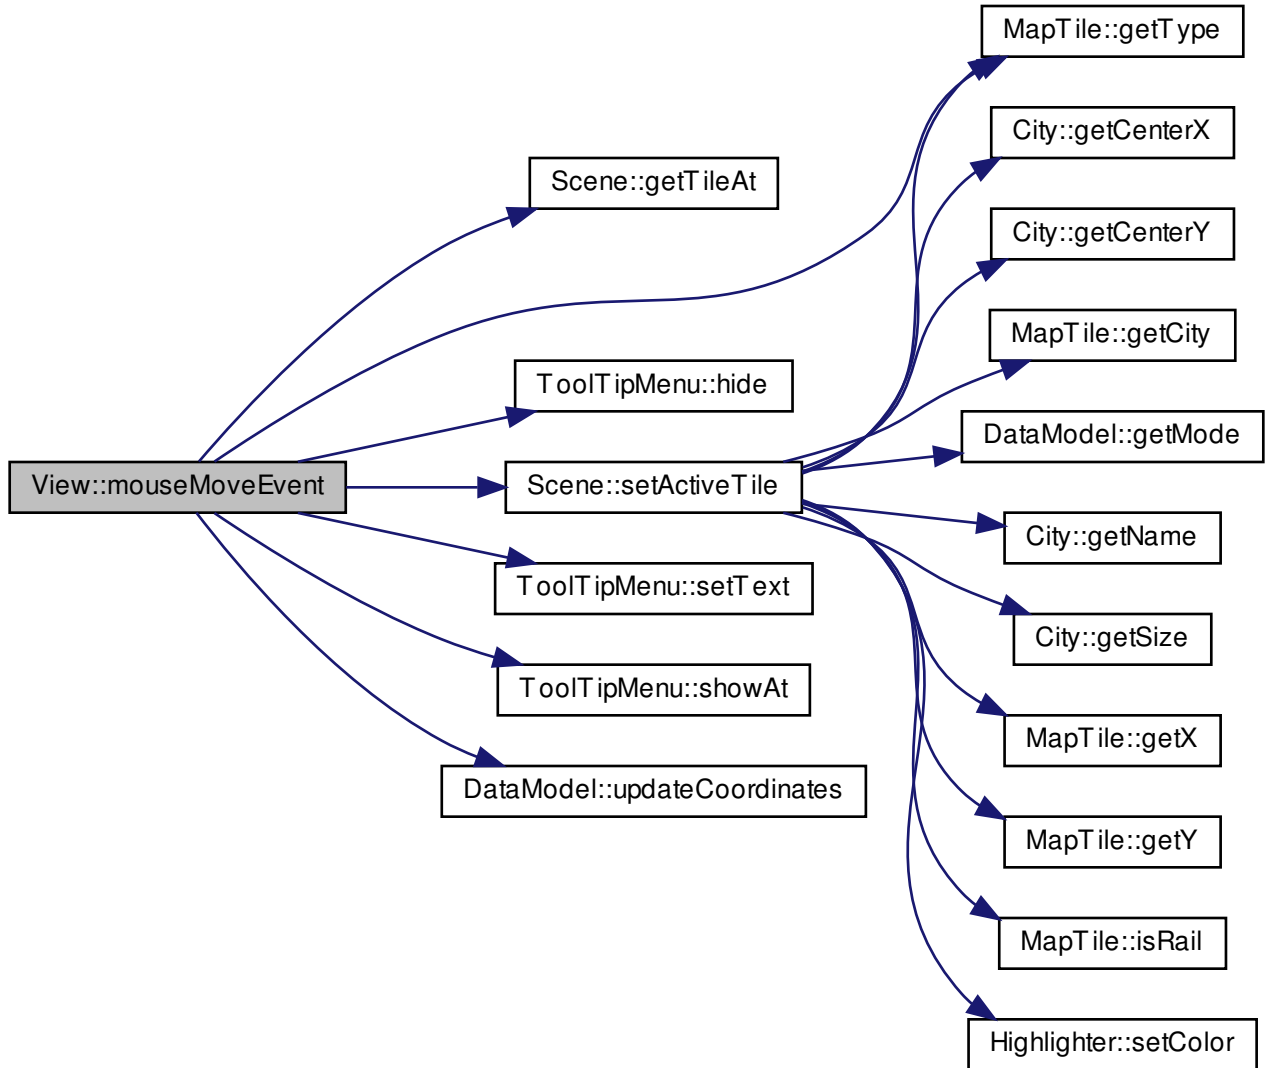 MapTile::getType
City::getCenterX
Scene::getTileAt
City::getCenterY
MapTile::getCity
ToolTipMenu::hide
DataModel::getMode
View::mouseMoveEvent
Scene::setActiveTile
City::getName
ToolTipMenu::setText
City::getSize
ToolTipMenu::showAt
MapTile::getX
DataModel::updateCoordinates
MapTile::getY
MapTile::isRail
Highlighter::setColor